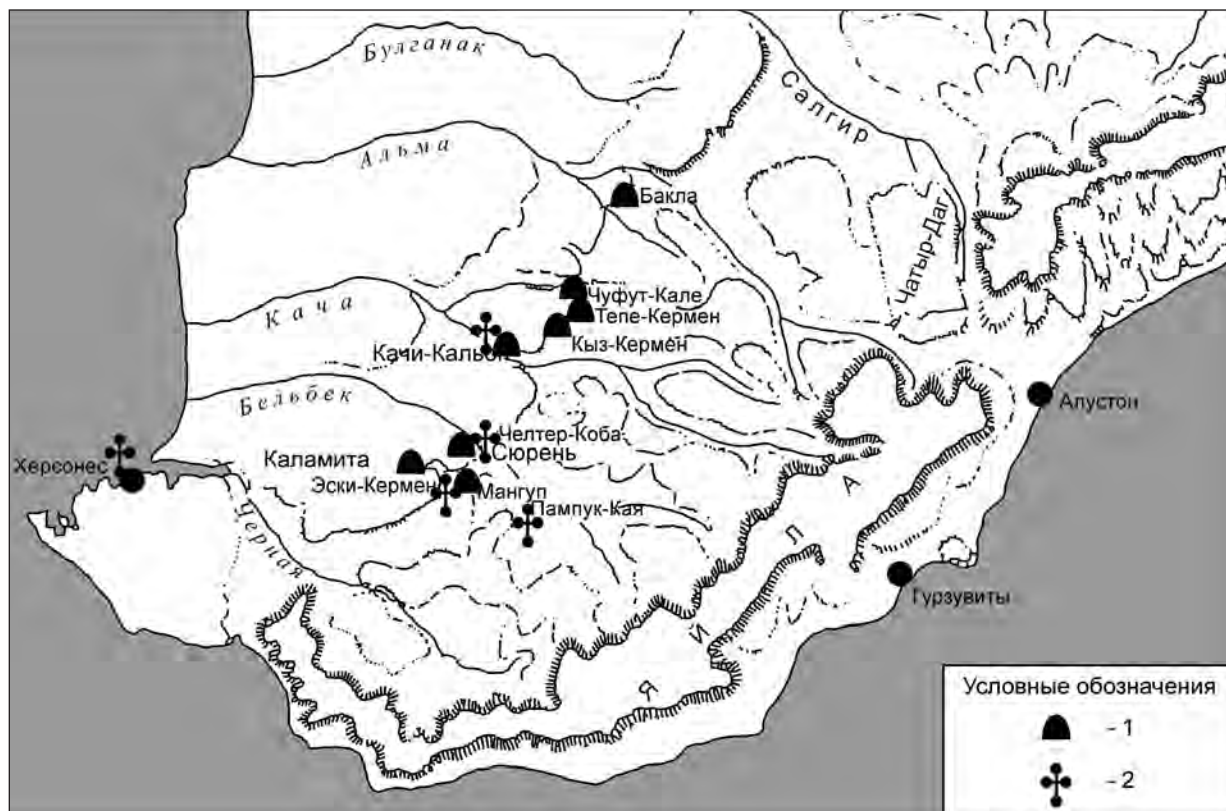 Булганак
Салгир
Альма
Бакла
Чатыр-Даг
Чуфут-Кале
Тепе-Кермен
Кача
Кыз-Кермен
Качи-Кальон
Бельбек
Алустон
Челтер-Коба
Сюрень
Херсонес
Каламита
Эски-Кермен
Мангуп
Пампук-Кая
Черная
Гурзувиты
ЯЙЛА
Условные обозначения
- 1
- 2